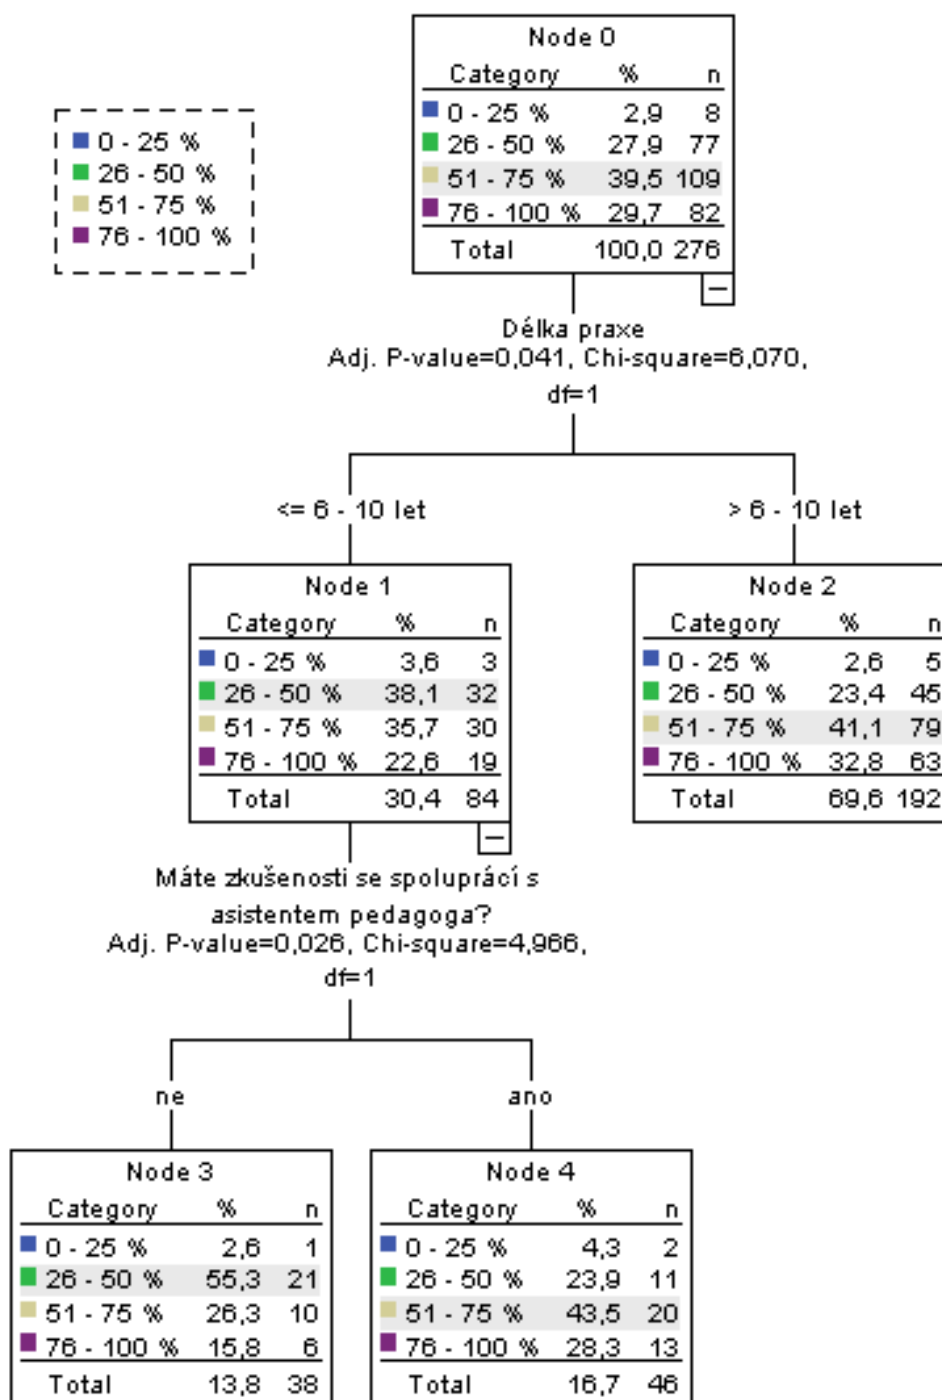 Node 0
Category % n
0 - 25 % 2,9 8
26 - 50 % 27,9 77
51 - 75 % 39,5 109
76 - 100 % 29,7 82
Total 100,0 276
0 - 25 %
26 - 50 %
51 - 75 %
76 - 100 %
Délka praxe
Adj. P-value=0,041, Chi-square=6,070,
df=1
<= 6 - 10 let
> 6 - 10 let
Node 1
Category % n
0 - 25 % 3,6 3
26 - 50 % 38,1 32
51 - 75 % 35,7 30
76 - 100 % 22,6 19
Total 30,4 84
Node 2
Category % n
0 - 25 % 2,6 5
26 - 50 % 23,4 45
51 - 75 % 41,1 79
76 - 100 % 32,8 63
Total 69,6 192
Máte zkušenosti se spoluprácí s
asistentem pedagoga?
Adj. P-value=0,026, Chi-square=4,966,
df=1
ne
ano
Node 3
Category % n
0 - 25 % 2,6 1
26 - 50 % 55,3 21
51 - 75 % 26,3 10
76 - 100 % 15,8 6
Total 13,8 38
Node 4
Category % n
0 - 25 % 4,3 2
26 - 50 % 23,9 11
51 - 75 % 43,5 20
76 - 100 % 28,3 13
Total 16,7 46